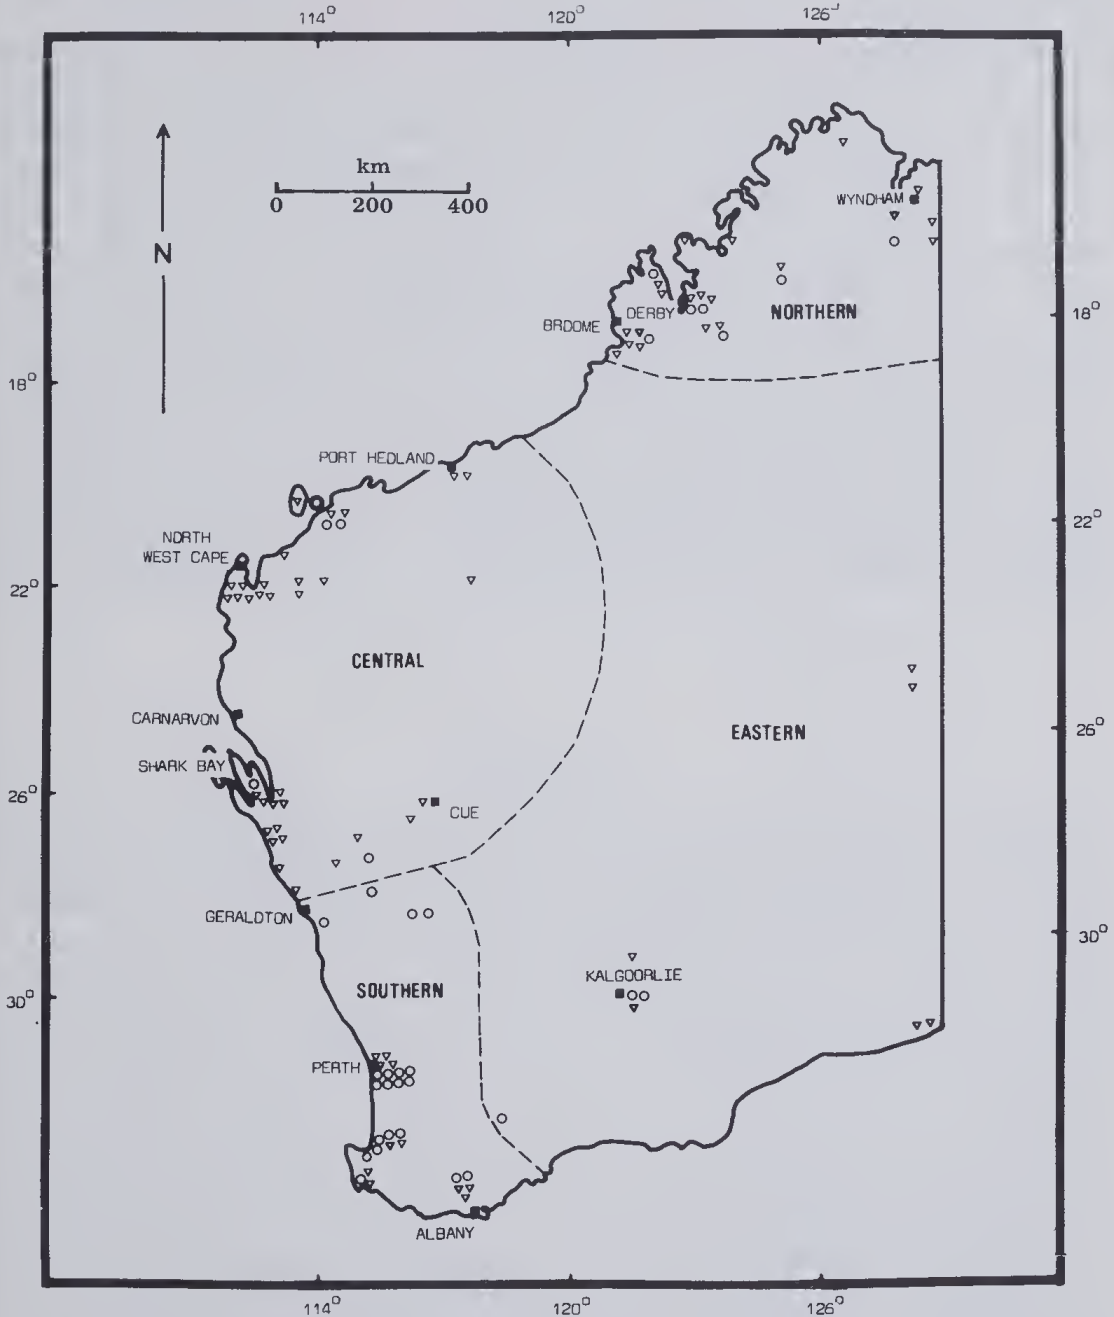 114° 120° 126°
km
0 200 400
N
WYNDHAM
NORTHERN
DERBY
BROOME
18°
18°
PORT HEDLAND
NORTH
WEST CAPE
22°
22°
CENTRAL
CARNARVON
EASTERN
26°
SHARK BAY
26°
CUE
GERALDTON
30°
KALGOORLIE
SOUTHERN
30°
PERTH
ALBANY
114° 120° 126°